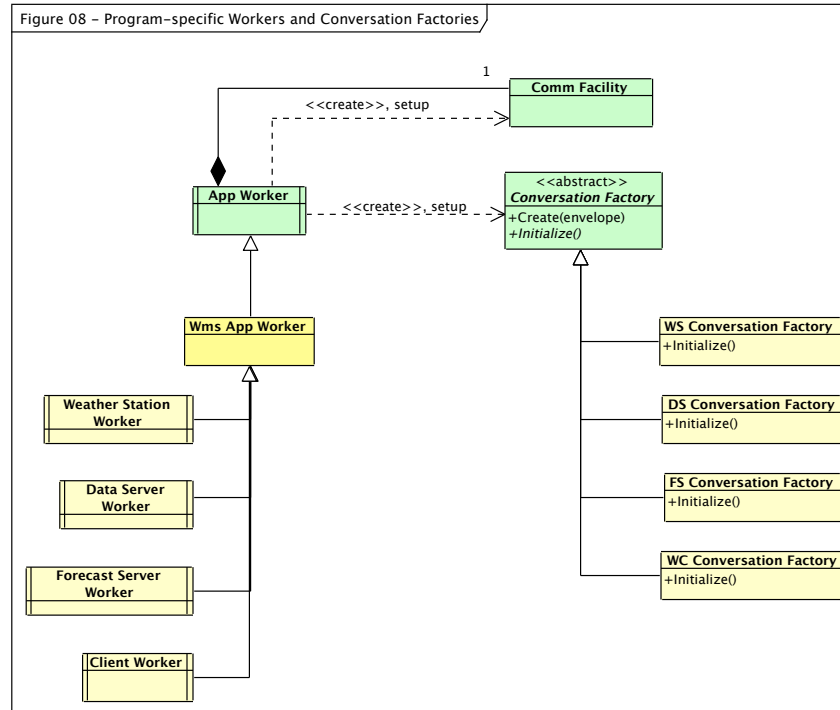 Figure 08 – Program-specific Workers and Conversation Factories
1
Comm Facility
<<create>>, setup
<<abstract>>
Conversation Factory
+Create(envelope)
+Initialize()
App Worker
<<create>>, setup
Wms App Worker
WS Conversation Factory
+Initialize()
Weather Station
Worker
DS Conversation Factory
+Initialize()
Data Server
Worker
FS Conversation Factory
+Initialize()
Forecast Server
Worker
WC Conversation Factory
+Initialize()
Client Worker